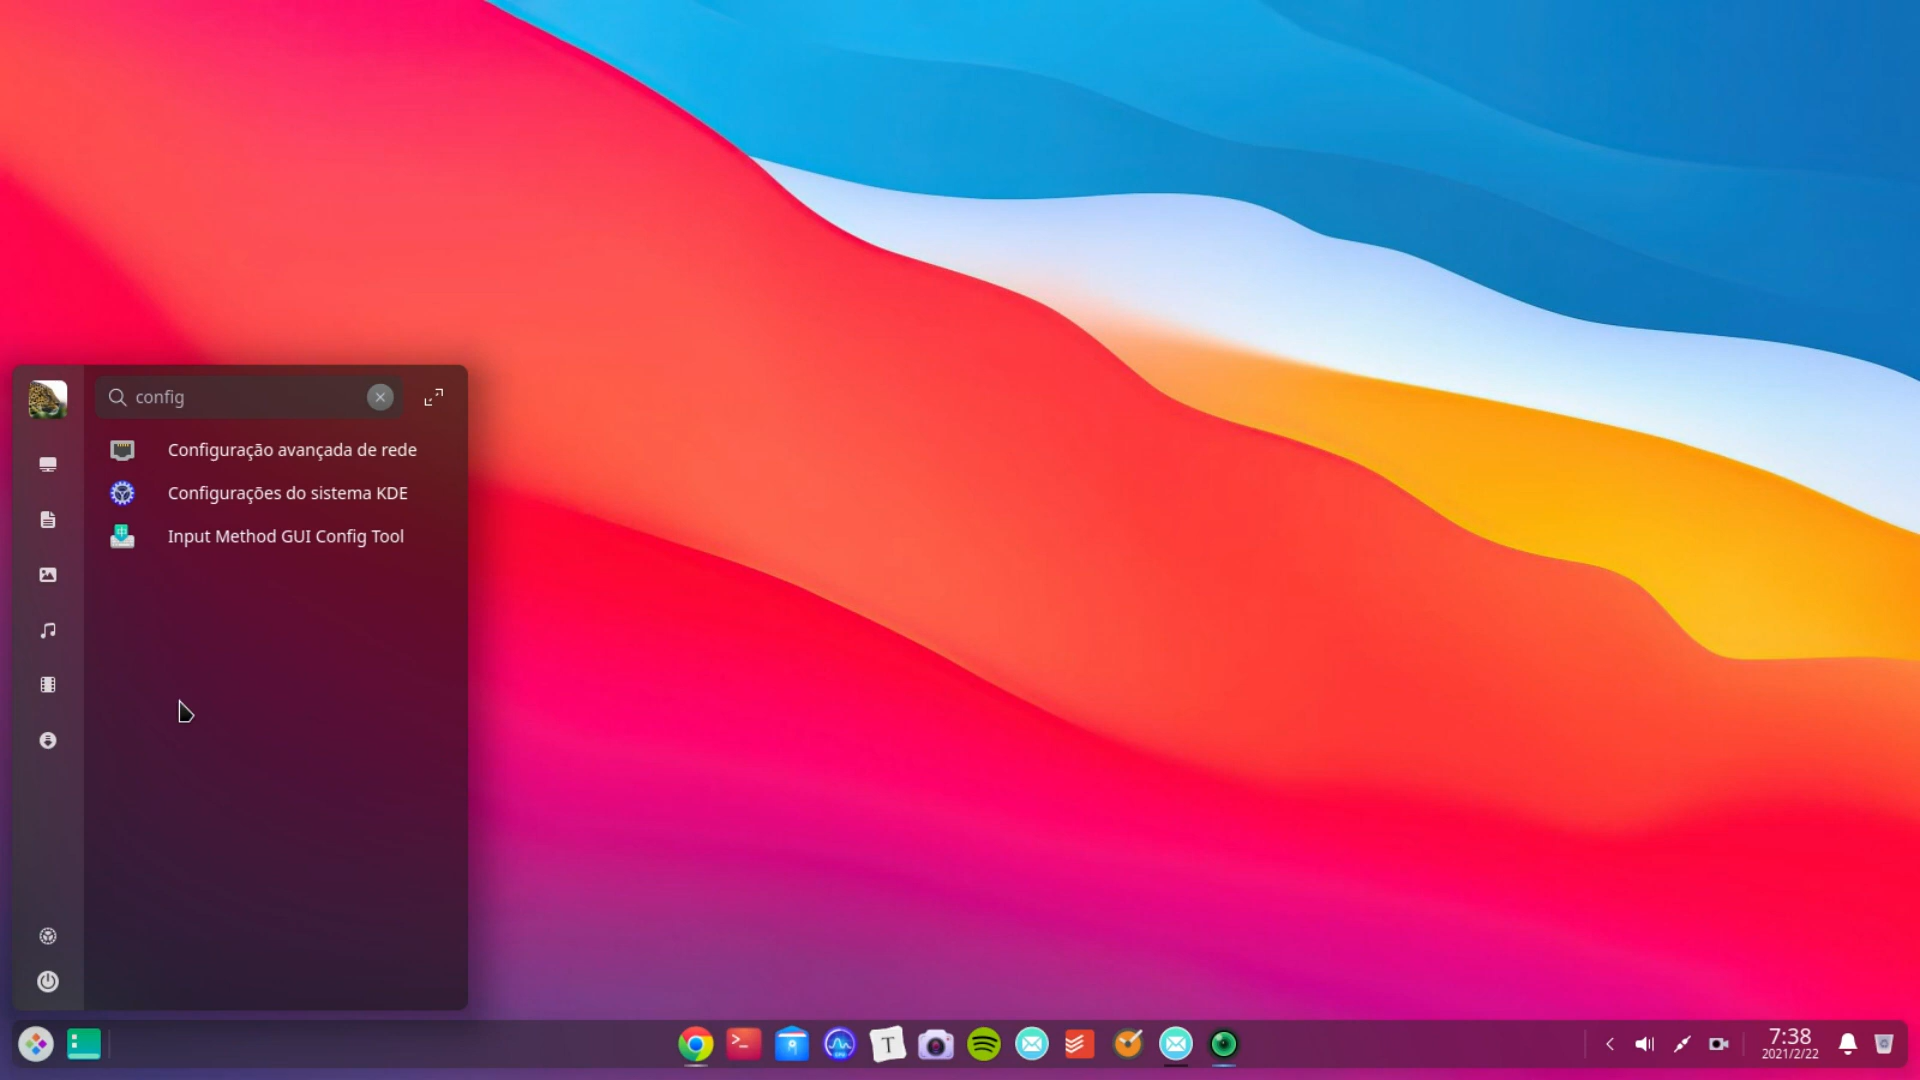 config
Configuração avançada de rede
Configurações do sistema KDE
Input Method GUI Config Tool
T
7:38
2021/2/22